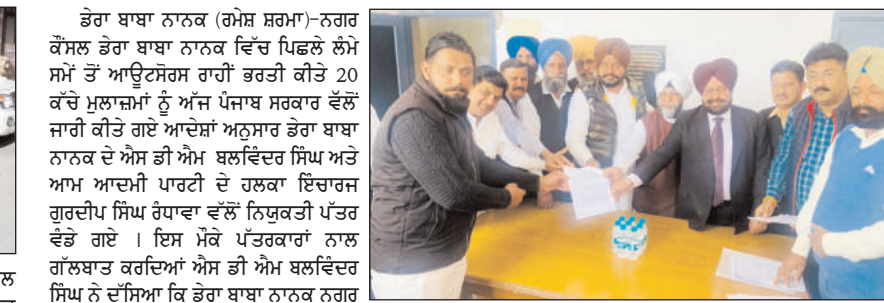 ਡੇਰਾ ਬਾਬਾ ਨਾਨਕ (ਰਮੇਸ਼ ਸ਼ਰਮਾ)-ਨਗਰ
ਕੌਂਸਲ ਡੇਰਾ ਬਾਬਾ ਨਾਨਕ ਵਿੱਚ ਪਿਛਲੇ ਲੰਮੇ
ਸਮੇਂ ਤੋਂ ਆਊਟਸੋਰਸ ਰਾਹੀਂ ਭਰਤੀ ਕੀਤੇ 20
ਕੱਚੇ ਮੁਲਾਜ਼ਮਾਂ ਨੂੰ ਅੱਜ ਪੰਜਾਬ ਸਰਕਾਰ ਵੱਲੋਂ
ਜਾਰੀ ਕੀਤੇ ਗਏ ਆਦੇਸ਼ਾਂ ਅਨੁਸਾਰ ਡੇਰਾ ਬਾਬਾ
ਨਾਨਕ ਦੇ ਐਸ ਡੀ ਐਮ ਬਲਵਿੰਦਰ ਸਿੰਘ ਅਤੇ
ਆਮ ਆਦਮੀ ਪਾਰਟੀ ਦੇ ਹਲਕਾ ਇੰਚਾਰਜ
ਗੁਰਦੀਪ ਸਿੰਘ ਰੰਧਾਵਾ ਵੱਲੋਂ ਨਿਯੁਕਤੀ ਪੱਤਰ
ਵੰਡੇ ਗਏ । ਇਸ ਮੌਕੇ ਪੱਤਰਕਾਰਾਂ ਨਾਲ
ਗੱਲਬਾਤ ਕਰਦਿਆਂ ਐਸ ਡੀ ਐਮ ਬਲਵਿੰਦਰ
ਸਿੰਘ ਨੇ ਦੱਸਿਆ ਕਿ ਡੇਰਾ ਬਾਬਾ ਨਾਨਕ ਨਗਰ